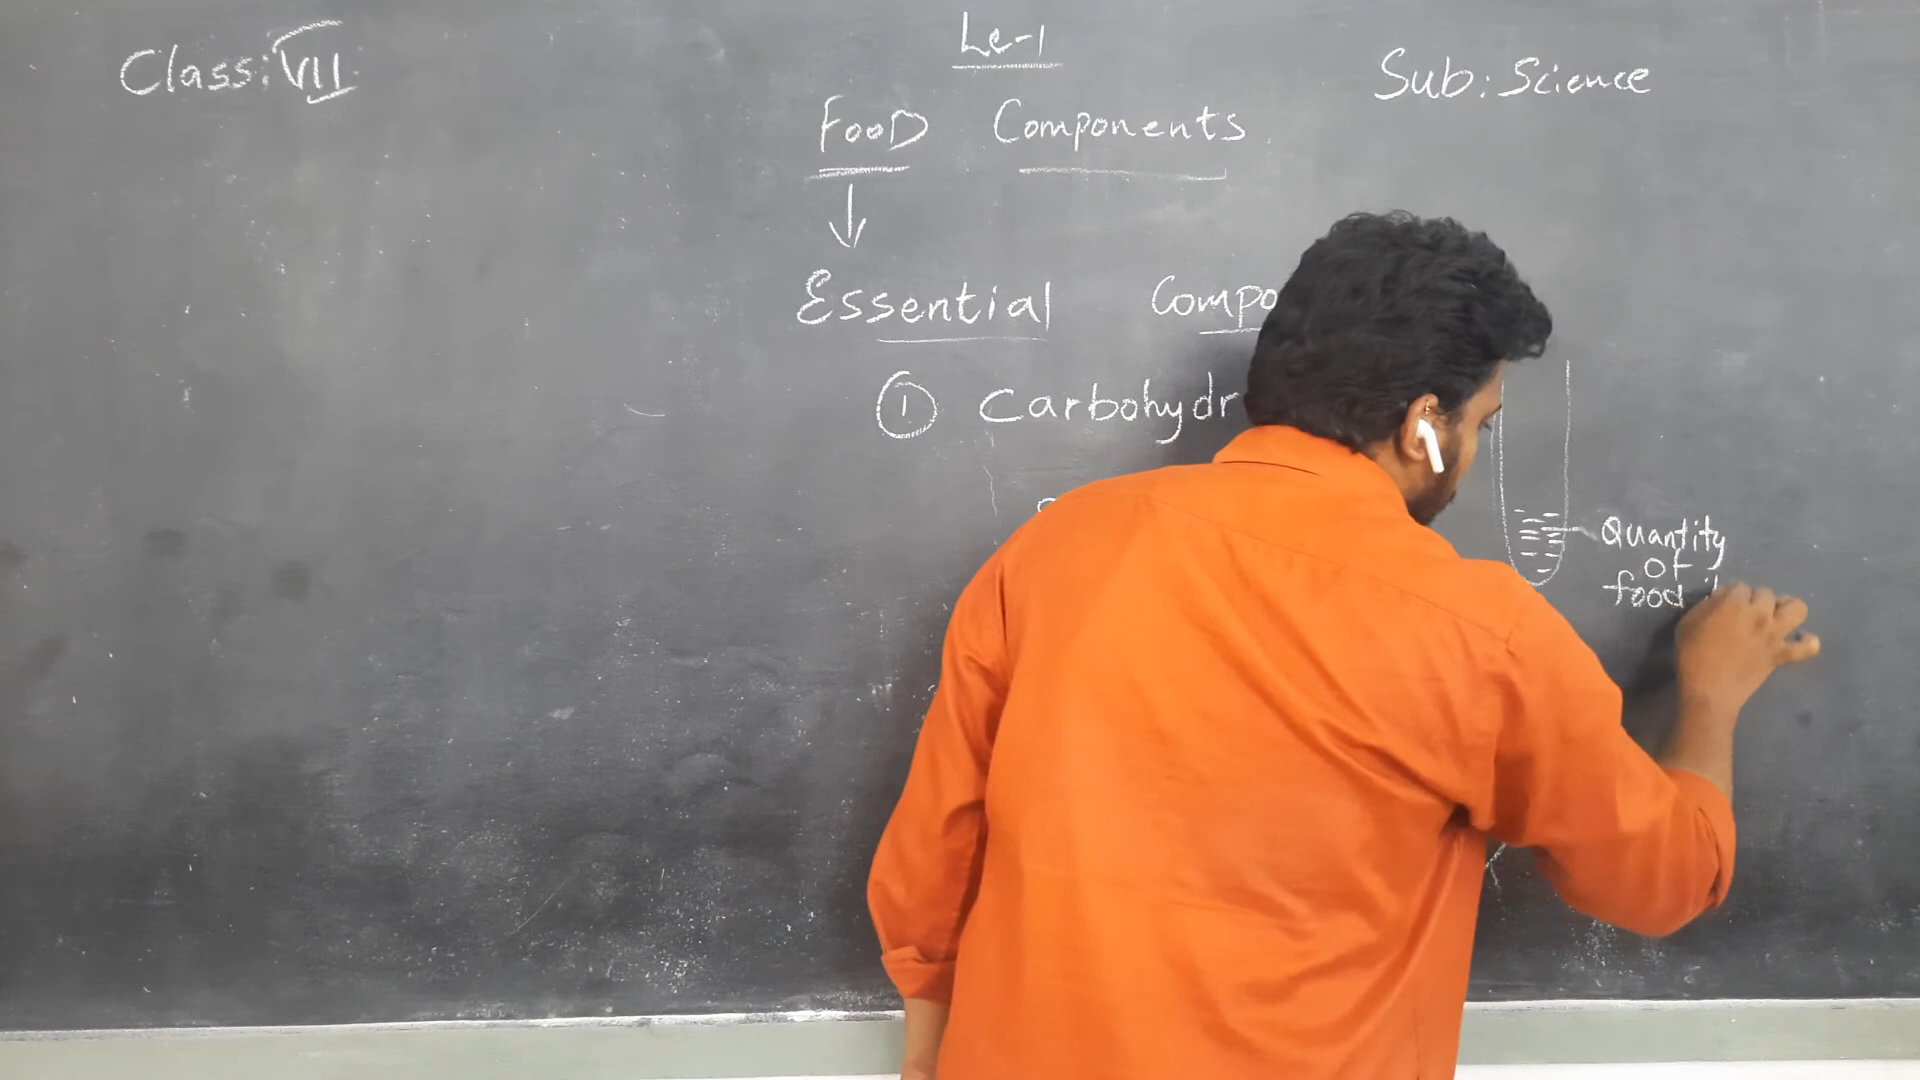 Class: VII
Le-1
Sub: Science
FooD Components
Essential Compo
① Carbohydr
Quantity
of
food